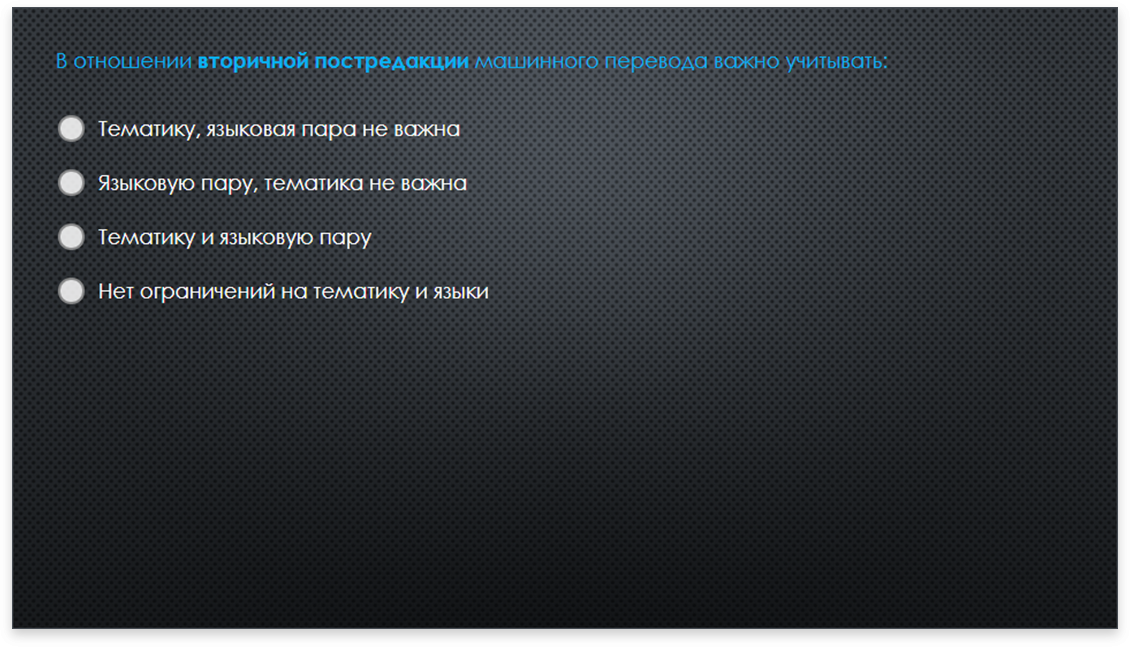 В отношении вторичной постредакции машинного перевода важно учитывать:
Тематику, языковая пара не важна
Языковую пару, тематика не важна
Тематику и языковую пару
Нет ограничений на тематику и языки